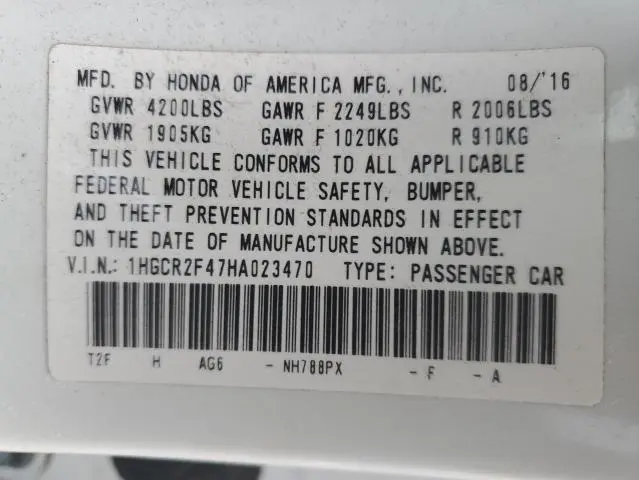 MFD. BY HONDA OF AMERICA MFG., INC. 08/'16
GVWR 4200LBS GAWR F 2249LBS R 2006LBS
GVWR 1905KG GAWR F 1020KG R 910KG
THIS VEHICLE CONFORMS TO ALL APPLICABLE
FEDERAL MOTOR VEHICLE SAFETY, BUMPER,
AND THEFT PREVENTION STANDARDS IN EFFECT
ON THE DATE OF MANUFACTURE SHOWN ABOVE.
V.I.N.: 1HGCR2F47HA023470 TYPE: PASSENGER CAR
T2F H AG6 - NH788PX - F - A